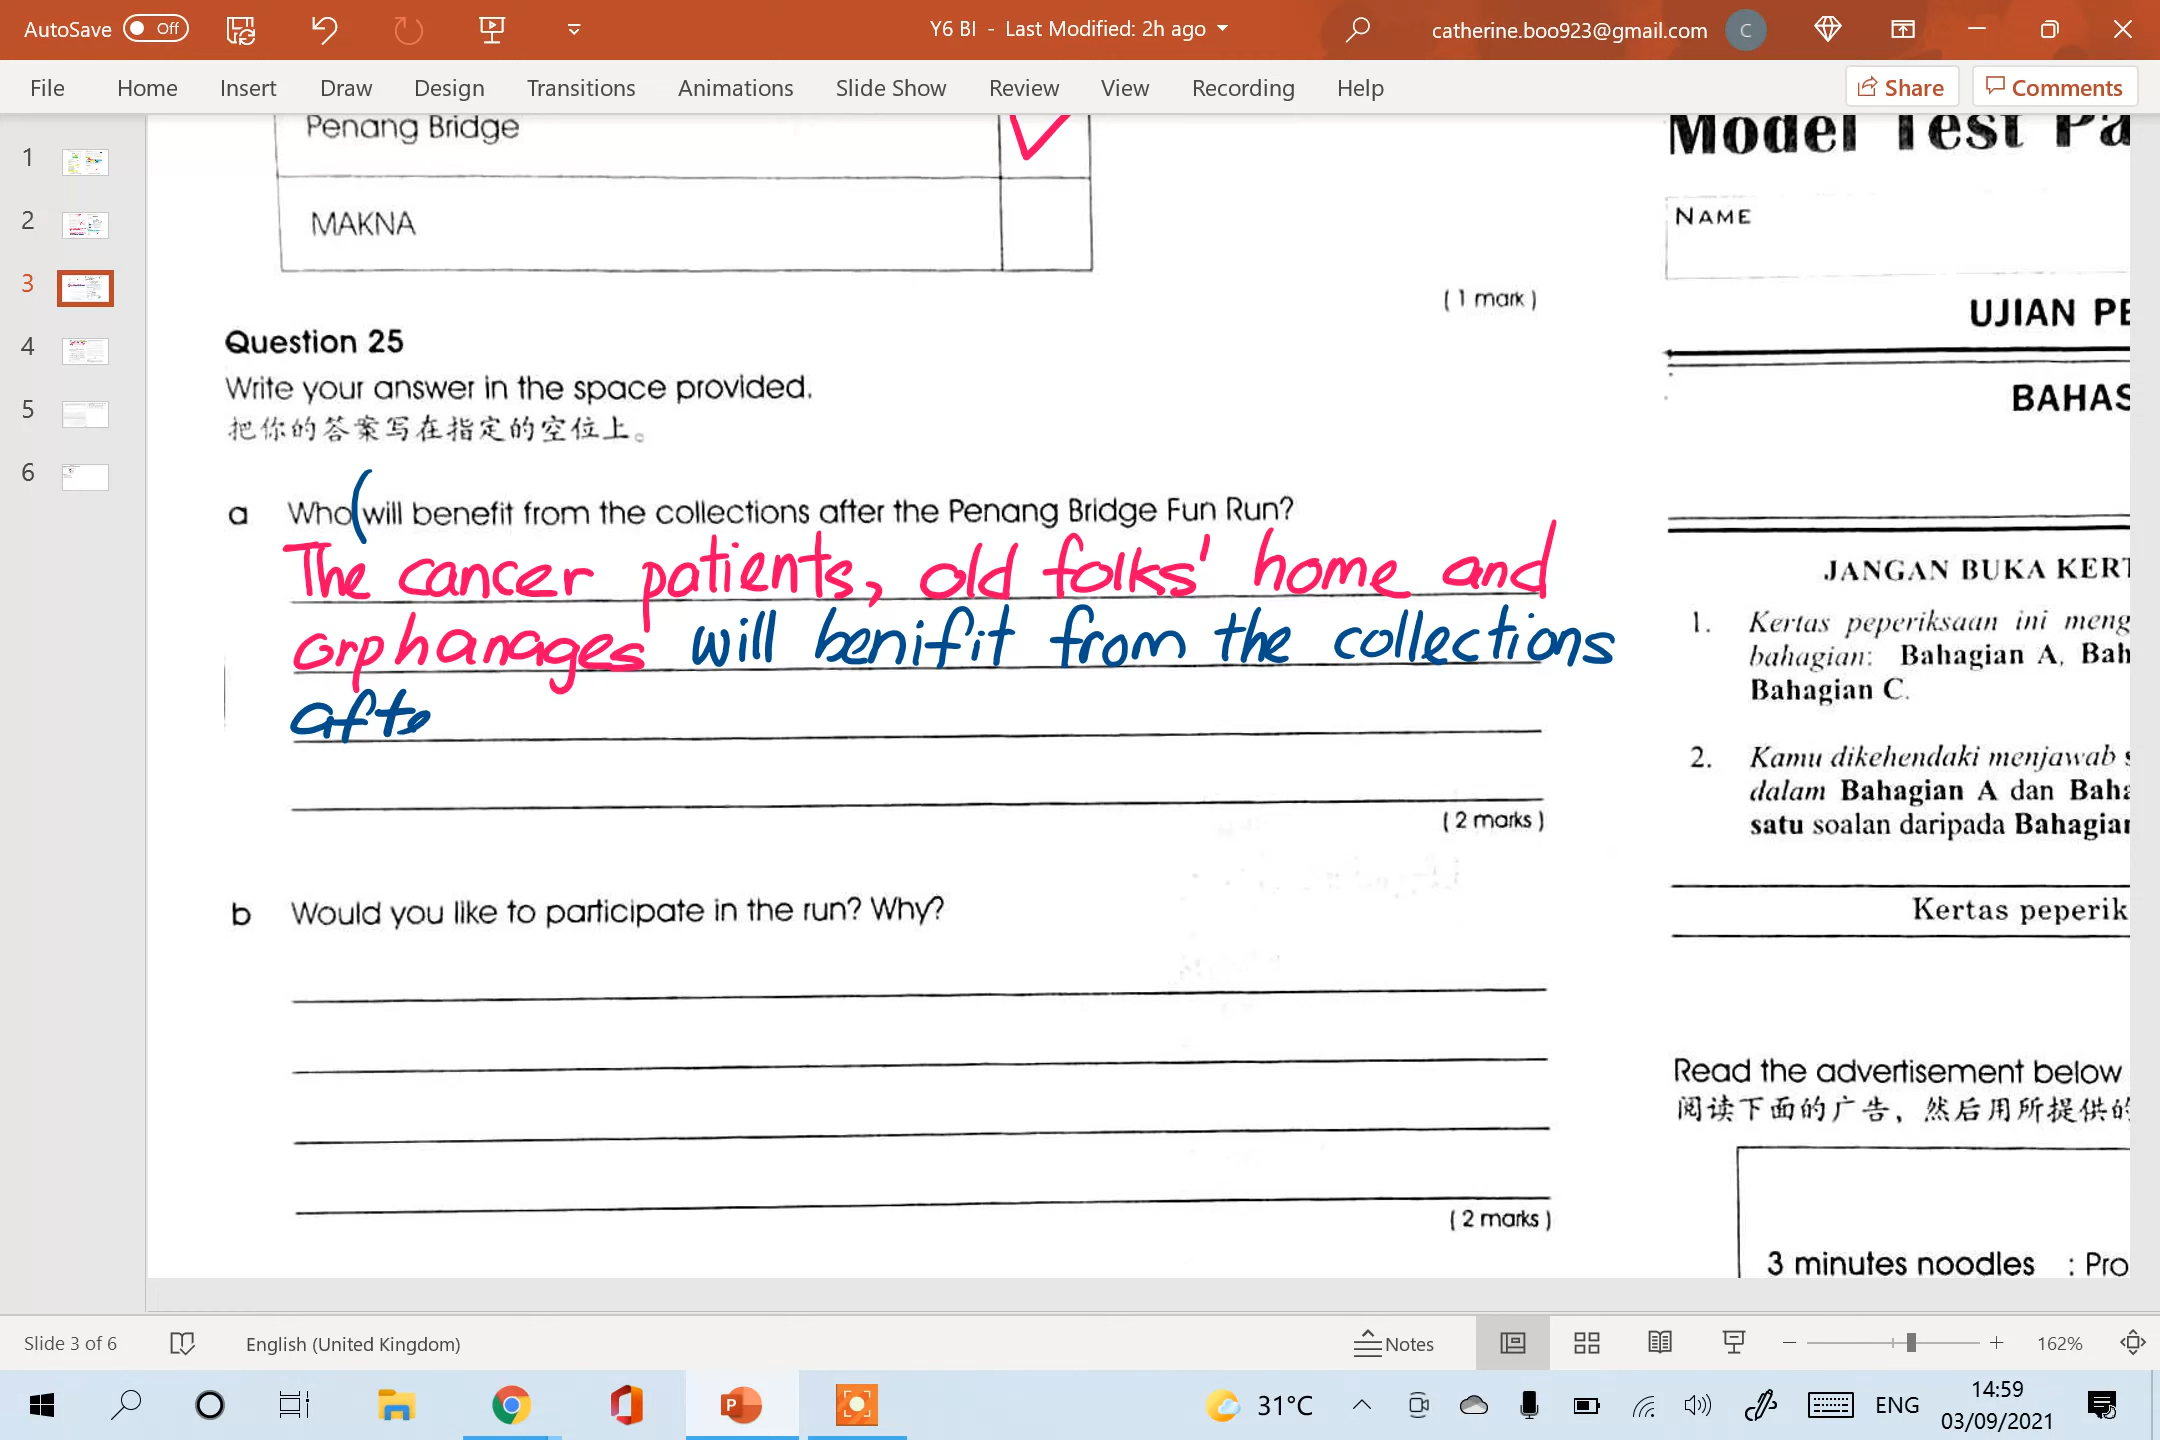 AutoSave Off Y6 BI - Last Modified: 2h ago catherine.boo923@gmail.com C
File Home Insert Draw Design Transitions Animations Slide Show Review View Recording Help Share Comments
1
2
3
4
5
6
Penang Bridge
MAKNA
( 1 mark )
Question 25
Write your answer in the space provided.
把你的答案写在指定的空位上。
a Who (will benefit from the collections after the Penang Bridge Fun Run?
The cancer patients, old folks' home and
orphanages will benifit from the collections
afte
( 2 marks )
b Would you like to participate in the run? Why?
( 2 marks )
Model Test Pa
NAME
UJIAN PE
BAHAS
JANGAN BUKA KERT
1. Kertas peperiksaan ini meng
bahagian: Bahagian A, Bah
Bahagian C.
2. Kamu dikehendaki menjawab s
dalam Bahagian A dan Baha
satu soalan daripada Bahagian
Kertas peperik
Read the advertisement below
阅读下面的广告，然后用所提供的
3 minutes noodles : Pro
Slide 3 of 6 English (United Kingdom) Notes 162%
31°C ENG 14:59
03/09/2021